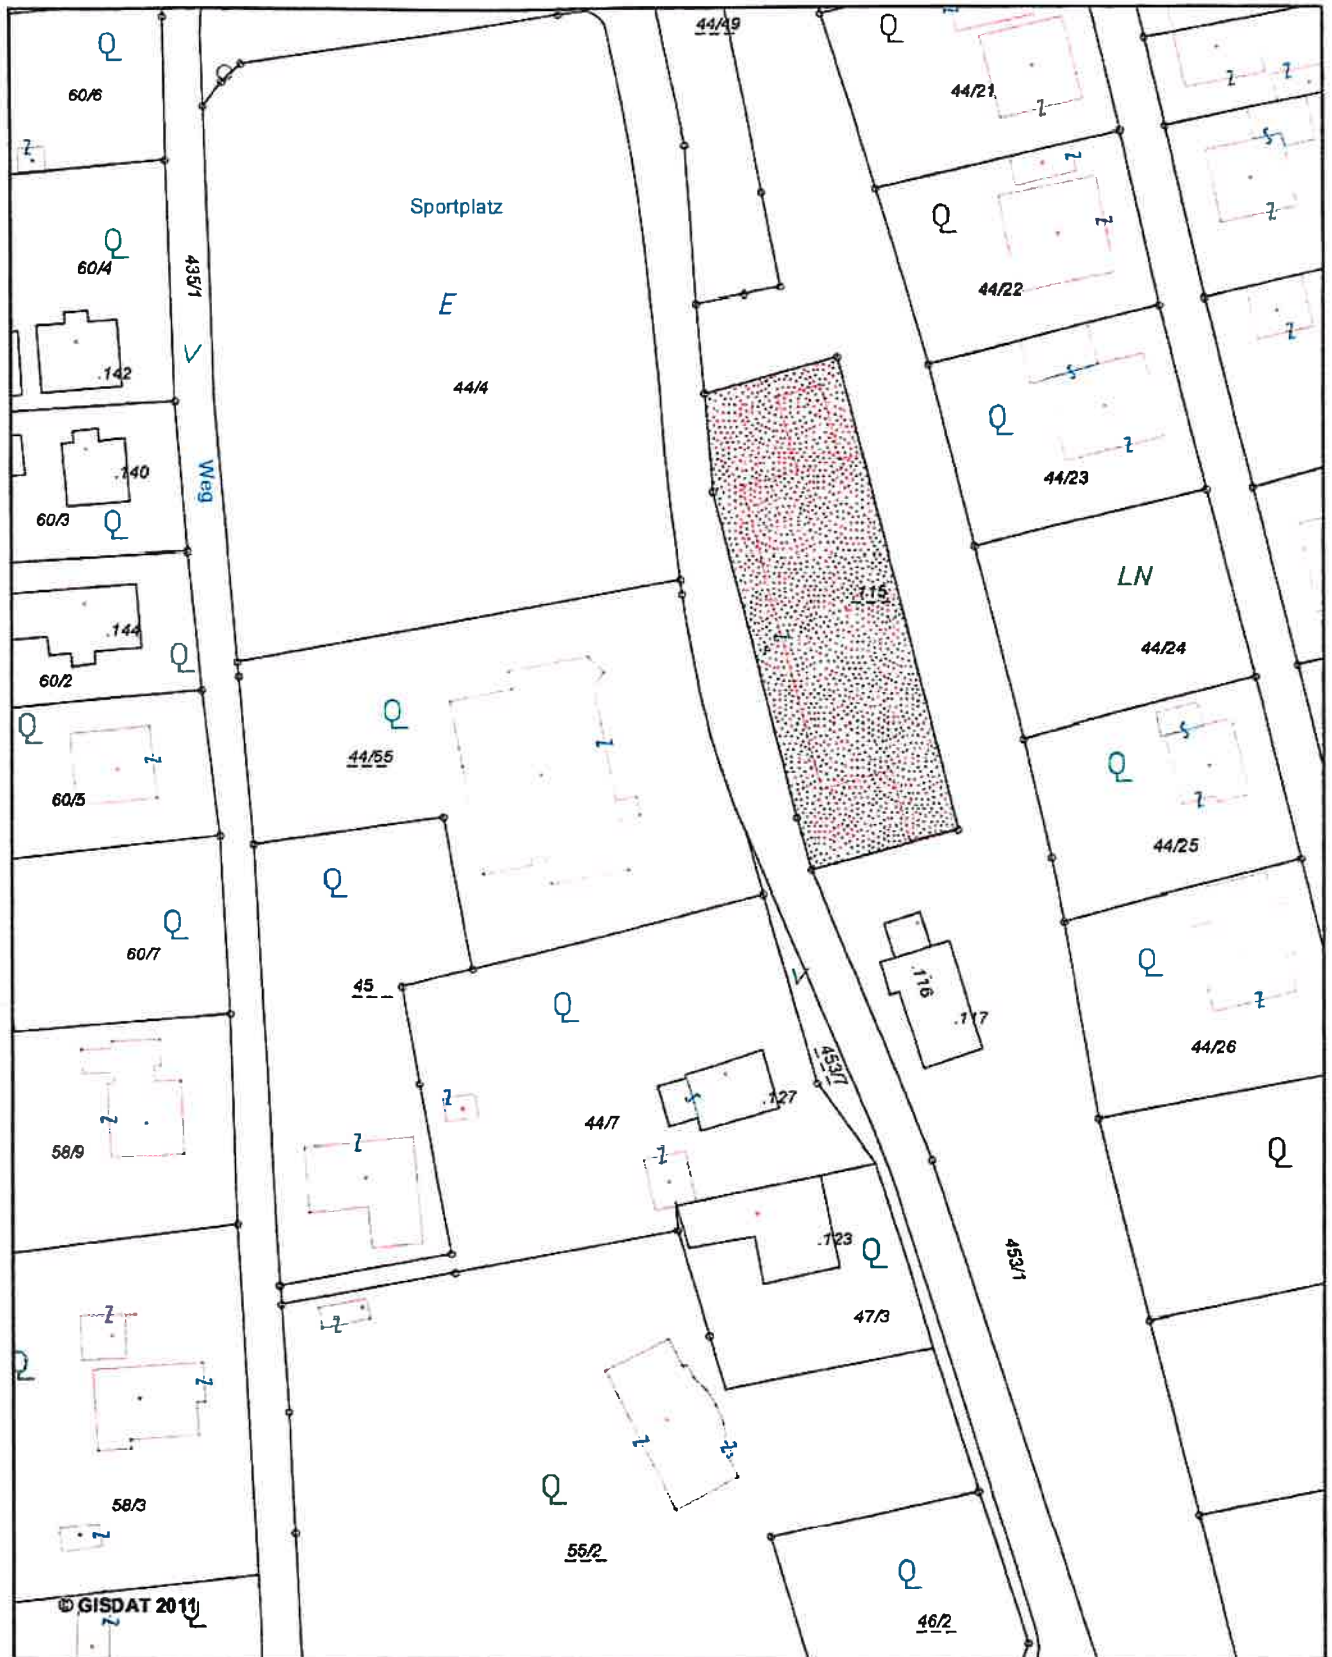 44/49
Q
Q
60/6
44/21
Z
Z
Z
Z
S
Z
Sportplatz
Q
Q
Z
Z
60/4
435/1
44/22
E
V
S
Z
.142
44/4
Q
Z
.140
Weg
44/23
60/3
Q
LN
.115
Z
.144
Q
44/24
60/2
Q
Q
S
Z
44/55
Z
Q
60/5
Z
44/25
Q
Q
60/7
Q
V
45
.116
Z
Q
.117
44/26
453/7
Z
S
.127
Z
44/7
Z
58/9
Z
Q
.123
Q
453/1
Z
Z
47/3
Q
Z
Z
Q
58/3
Z
55/2
Q
© GISDAT 2011
Q
Z
46/2